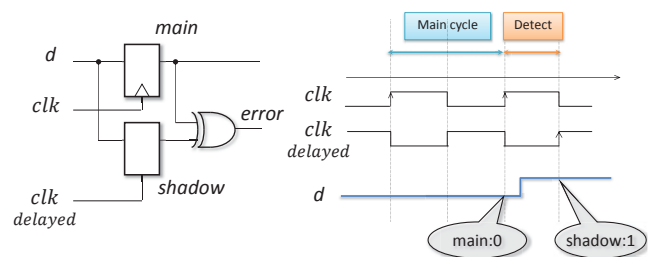 main
d
clk
error
shadow
clk
delayed
Main cycle
Detect
clk
clk
delayed
d
main:0
shadow:1